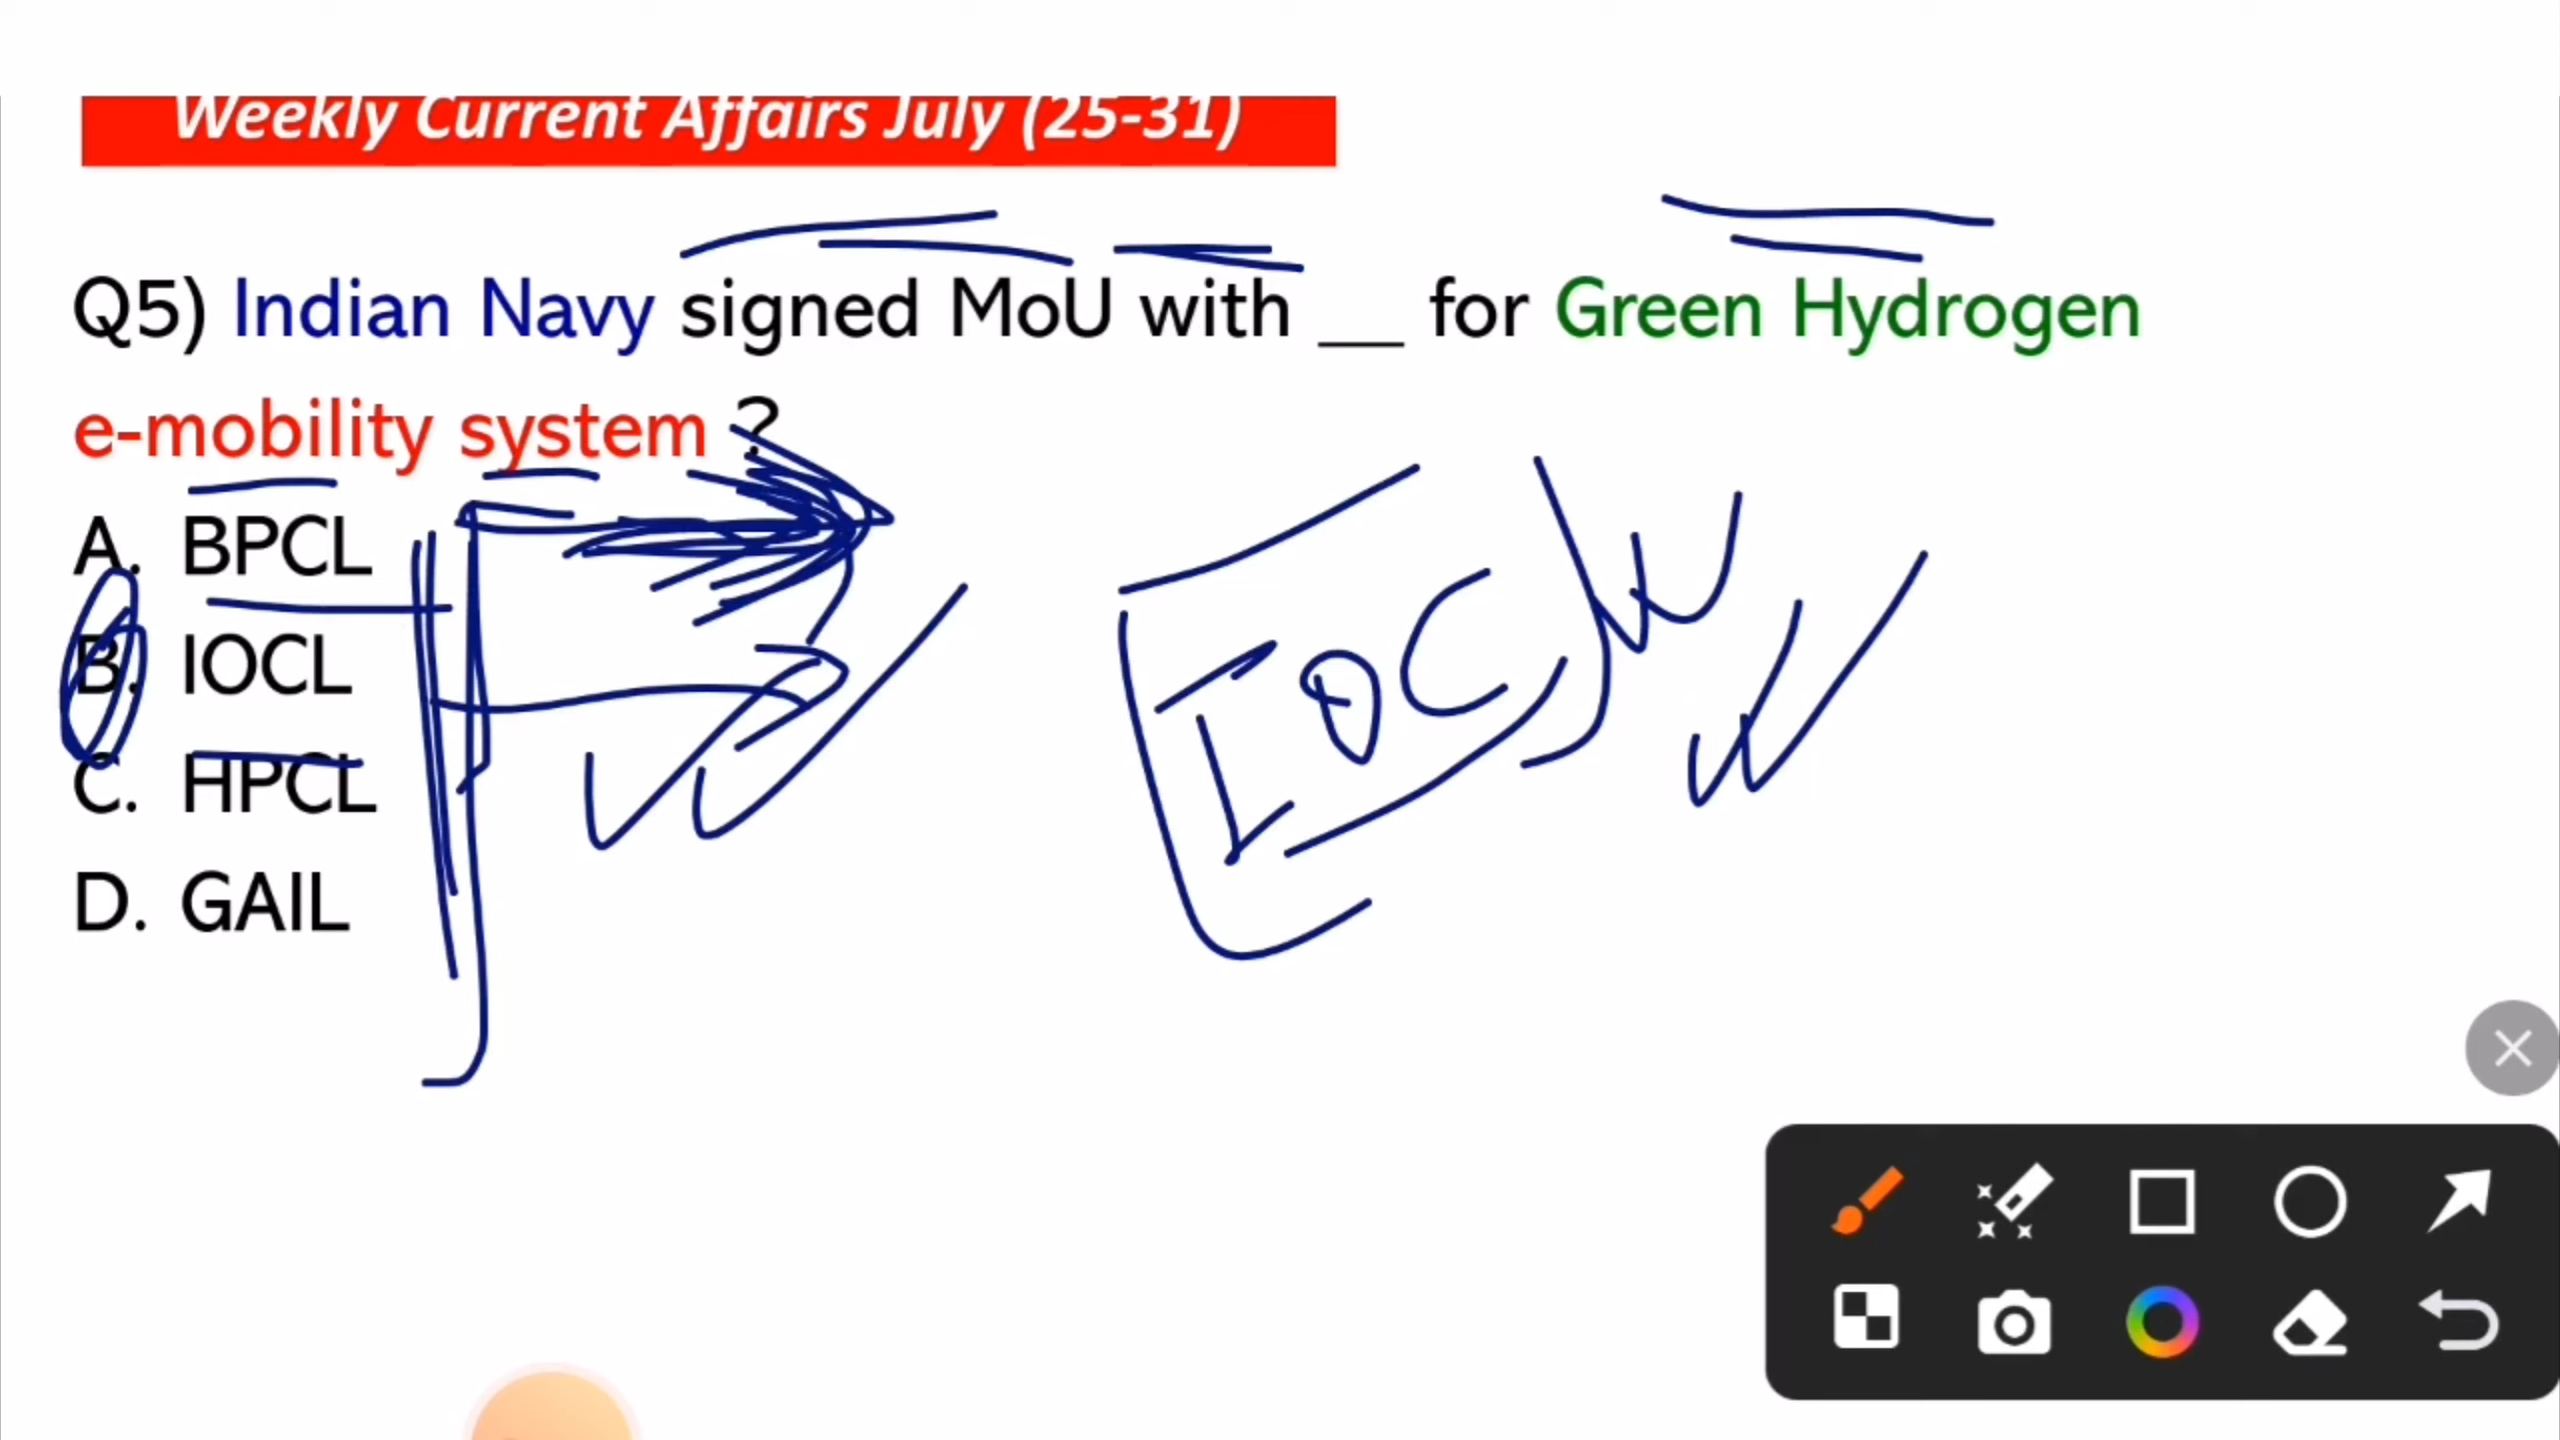 Weekly Current Affairs July (25-31)
Q5) Indian Navy signed MoU with __ for Green Hydrogen
e-mobility system ?
A. BPCL
B. IOCL
C. HPCL
D. GAIL
IOCL